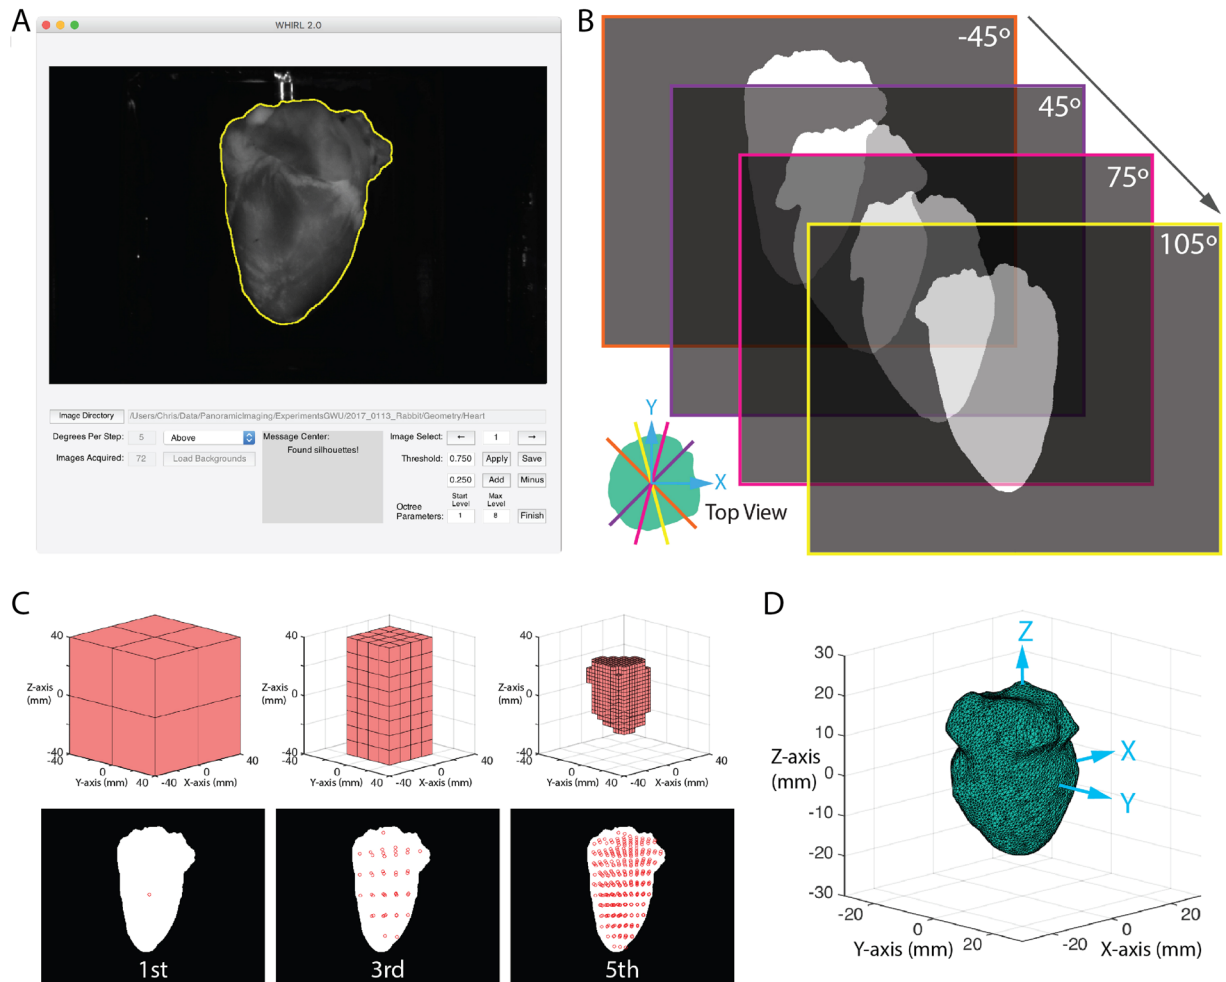 A
WHIRL 2.0
Image Directory
/Users/Chris/Data/PanoramicImaging/ExperimentsGWU/2017_0113_Rabbit/Geometry/Heart
Degrees Per Step: 5 Above
Images Acquired: 72 Load Backgrounds
Message Center:
Found silhouettes!
Image Select: ← 1 →
Threshold: 0.750 Apply Save
0.250 Add Minus
Start Level
Max Level
Octree Parameters: 1 8 Finish
B
-45º
45º
75º
105º
Y
X
Top View
C
40
0
-40
Z-axis (mm)
40
0
-40
Y-axis (mm)
40
-40
0
X-axis (mm)
40
0
-40
Z-axis (mm)
40
0
-40
Y-axis (mm)
40
-40
0
X-axis (mm)
40
0
-40
Z-axis (mm)
40
0
-40
Y-axis (mm)
40
-40
0
X-axis (mm)
1st
3rd
5th
D
Z
X
Y
30
20
10
0
-10
-20
-30
Z-axis (mm)
-20
0
20
Y-axis (mm)
-20
0
20
X-axis (mm)